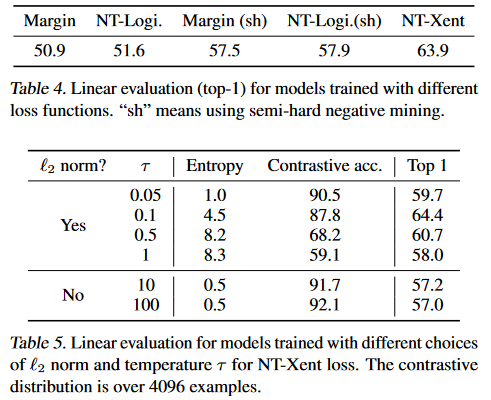 Margin NT-Logi. Margin (sh) NT-Logi.(sh) NT-Xent
50.9 51.6 57.5 57.9 63.9
Table 4. Linear evaluation (top-1) for models trained with different
loss functions. “sh” means using semi-hard negative mining.
ℓ2 norm? τ Entropy Contrastive acc. Top 1
Yes
0.05 1.0 90.5 59.7
0.1 4.5 87.8 64.4
0.5 8.2 68.2 60.7
1 8.3 59.1 58.0
No
10 0.5 91.7 57.2
100 0.5 92.1 57.0
Table 5. Linear evaluation for models trained with different choices
of ℓ2 norm and temperature τ for NT-Xent loss. The contrastive
distribution is over 4096 examples.